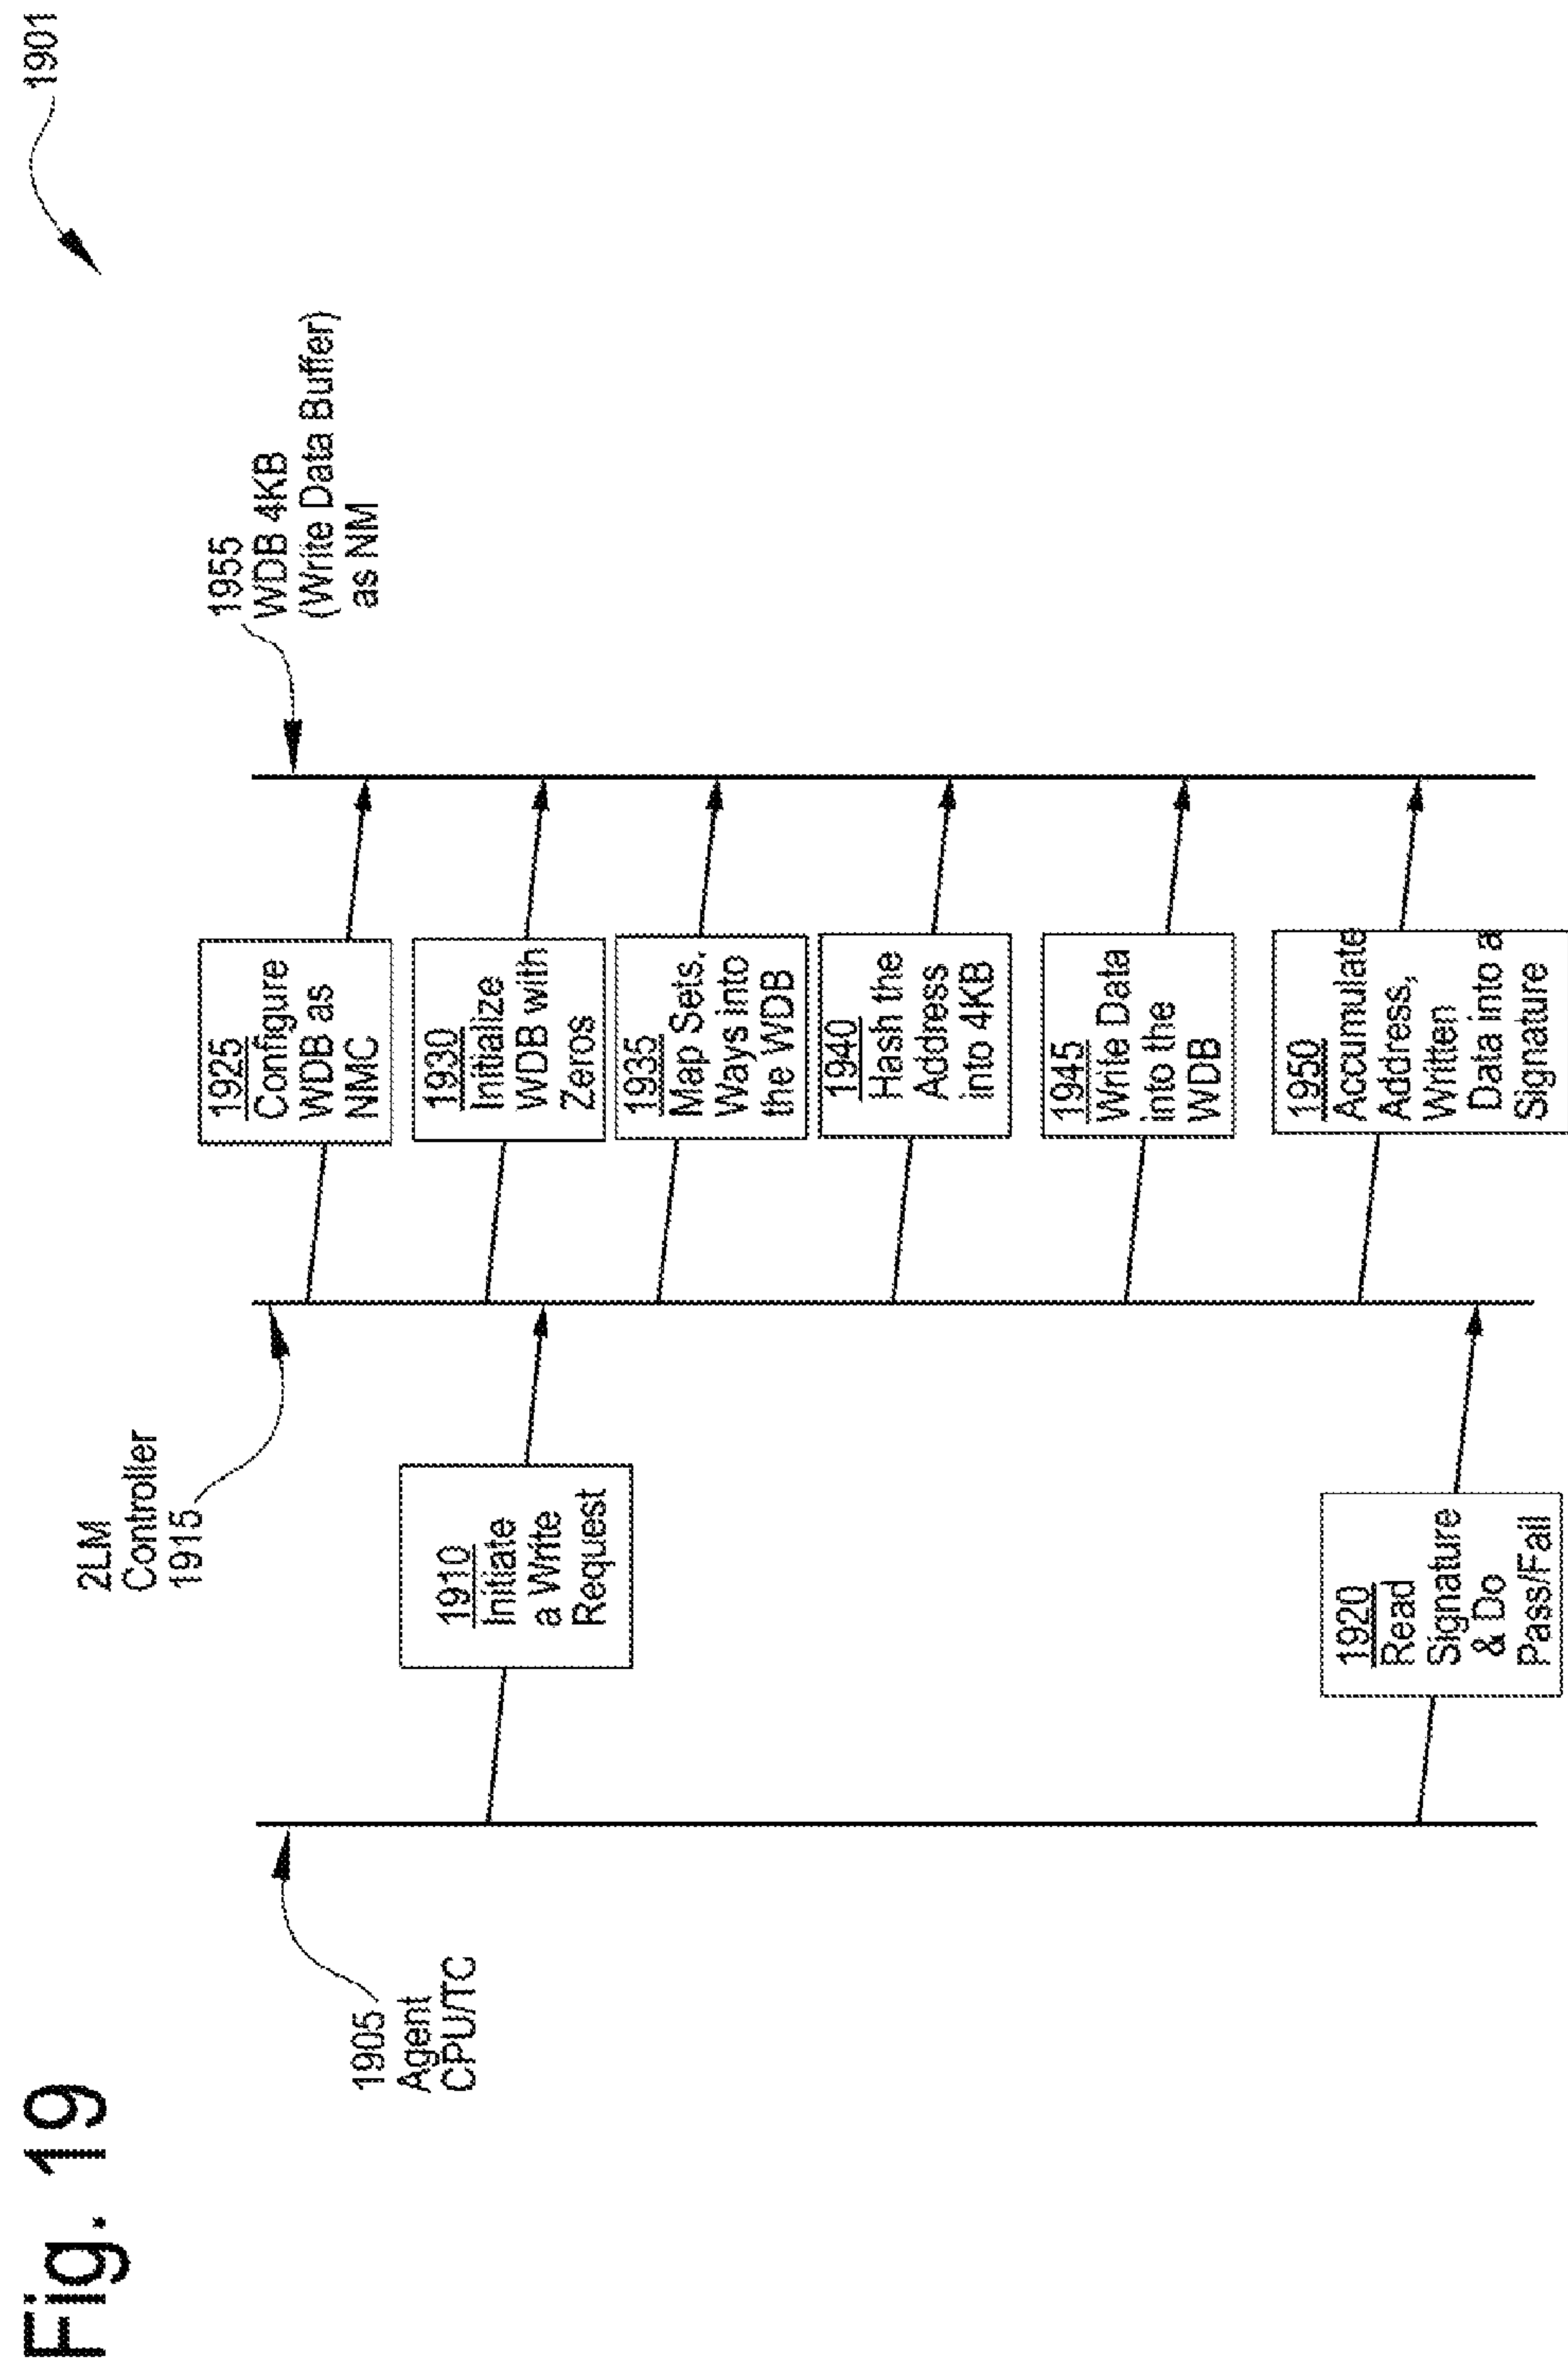 Fig. 19
1901
1905
Agent
CPU/TC
2LM
Controller
1915
1955
WDB 4KB
(Write Data Buffer)
as NM
1910
Initiate
a Write
Request
1920
Read
Signature
& Do
Pass/Fail
1925
Configure
WDB as
NMC
1930
Initialize
WDB with
Zeros
1935
Map Sets,
Ways into
the WDB
1940
Hash the
Address
into 4KB
1945
Write Data
into the
WDB
1950
Accumulate
Address,
Written
Data into a
Signature